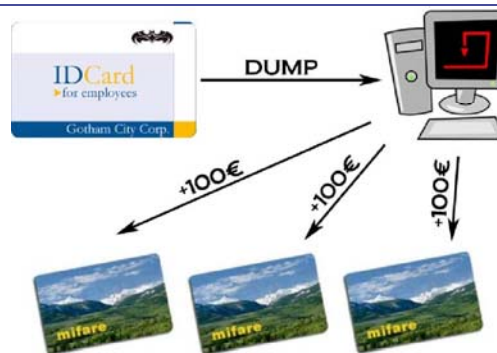 IDCard
for employees
Gotham City Corp.
DUMP
+100€
+100€
+100€
mifare
mifare
mifare